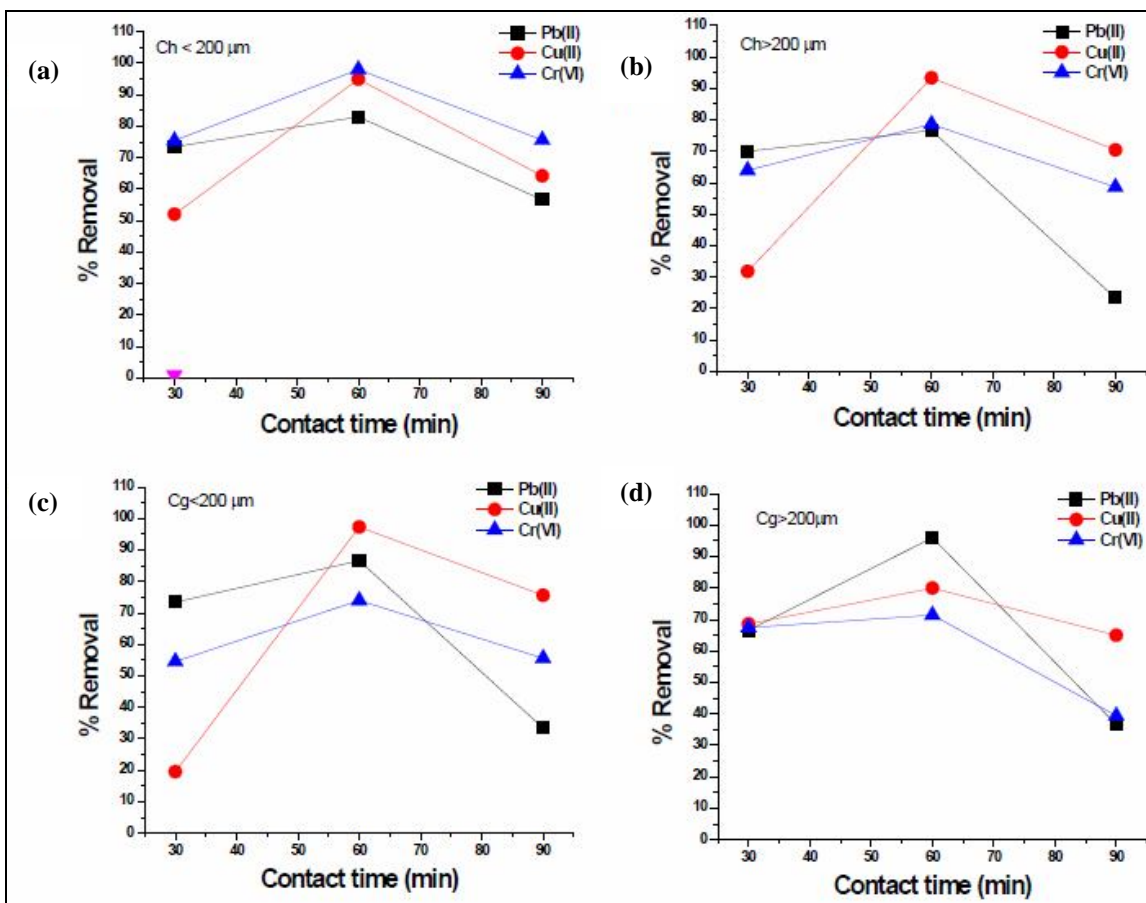 (a)
Ch < 200 µm
Pb(II)
Cu(II)
Cr(VI)
110
100
90
80
70
60
50
40
30
20
10
0
% Removal
30 40 50 60 70 80 90
Contact time (min)
(b)
Ch>200 µm
Pb(II)
Cu(II)
Cr(VI)
110
100
90
80
70
60
50
40
30
20
10
0
% Removal
30 40 50 60 70 80 90
Contact time (min)
(c)
Cg<200 µm
Pb(II)
Cu(II)
Cr(VI)
110
100
90
80
70
60
50
40
30
20
10
0
% Removal
30 40 50 60 70 80 90
Contact time (min)
(d)
Cg>200µm
Pb(II)
Cu(II)
Cr(VI)
110
100
90
80
70
60
50
40
30
20
10
0
% Removal
30 40 50 60 70 80 90
Contact time (min)